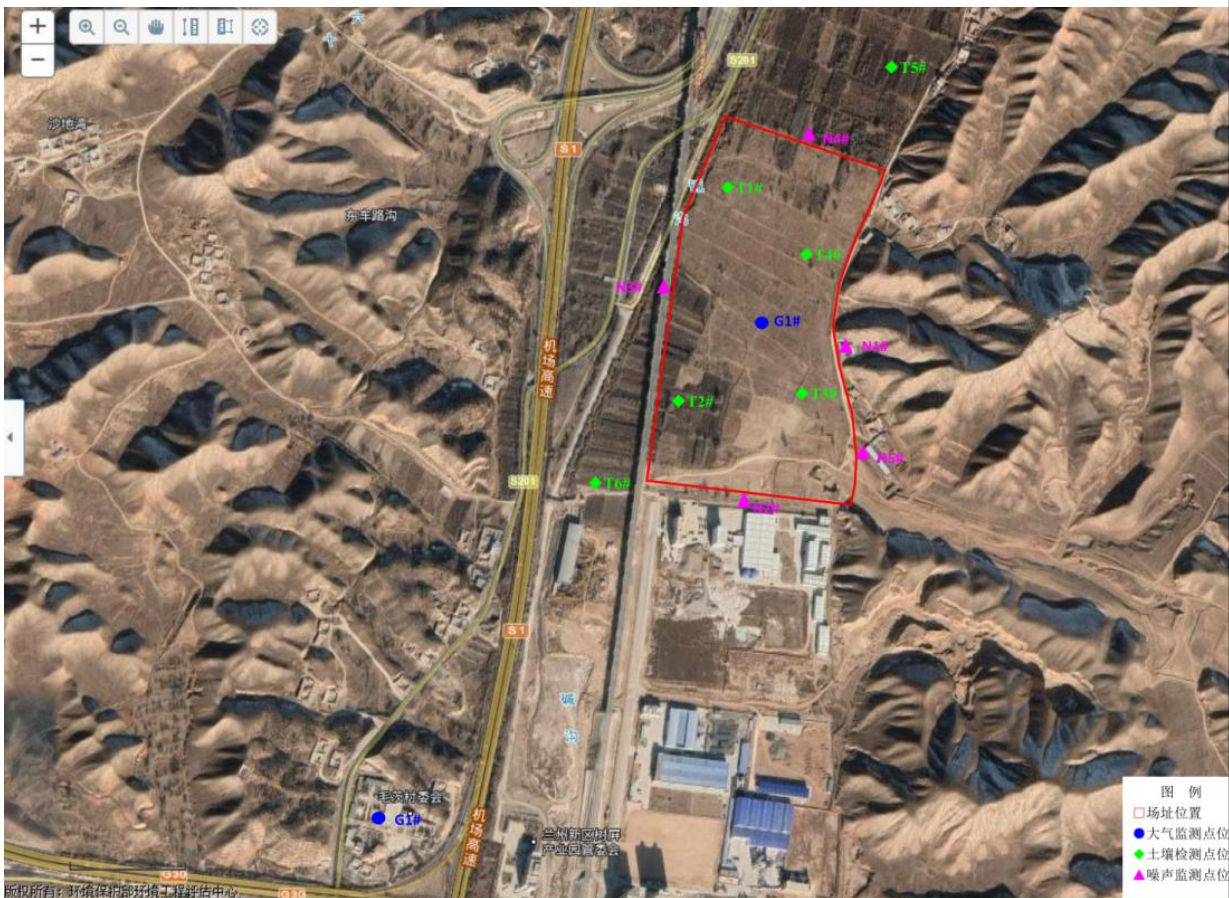 S201
T5#
沙地湾
S1
N4#
T1#
东车路沟
碱
沟
T4#
N3#
G1#
机场高速
N1#
T2#
T3#
N5#
S201
T6#
N2#
S1
碱
沟
毛茨村委会
G1#
机场高速
兰州新区树屏
产业园管委会
G30
G30
版权所有：环境保护部环境工程评估中心
图 例
场址位置
大气监测点位
土壤检测点位
噪声监测点位